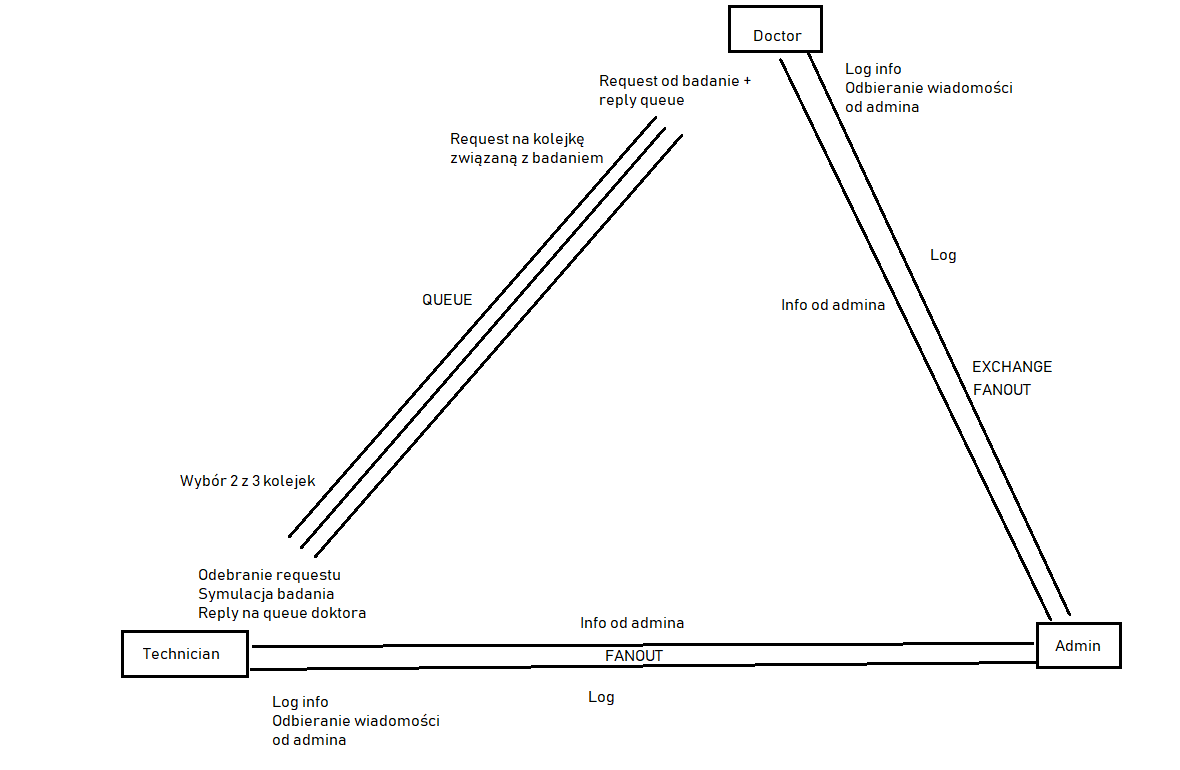 Doctor
Request od badanie +
reply queue
Log info
Odbieranie wiadomości
od admina
Request na kolejkę
związaną z badaniem
Log
QUEUE
Info od admina
EXCHANGE
FANOUT
Wybór 2 z 3 kolejek
Odebranie requestu
Symulacja badania
Reply na queue doktora
Info od admina
Technician
FANOUT
Admin
Log info
Odbieranie wiadomości
od admina
Log